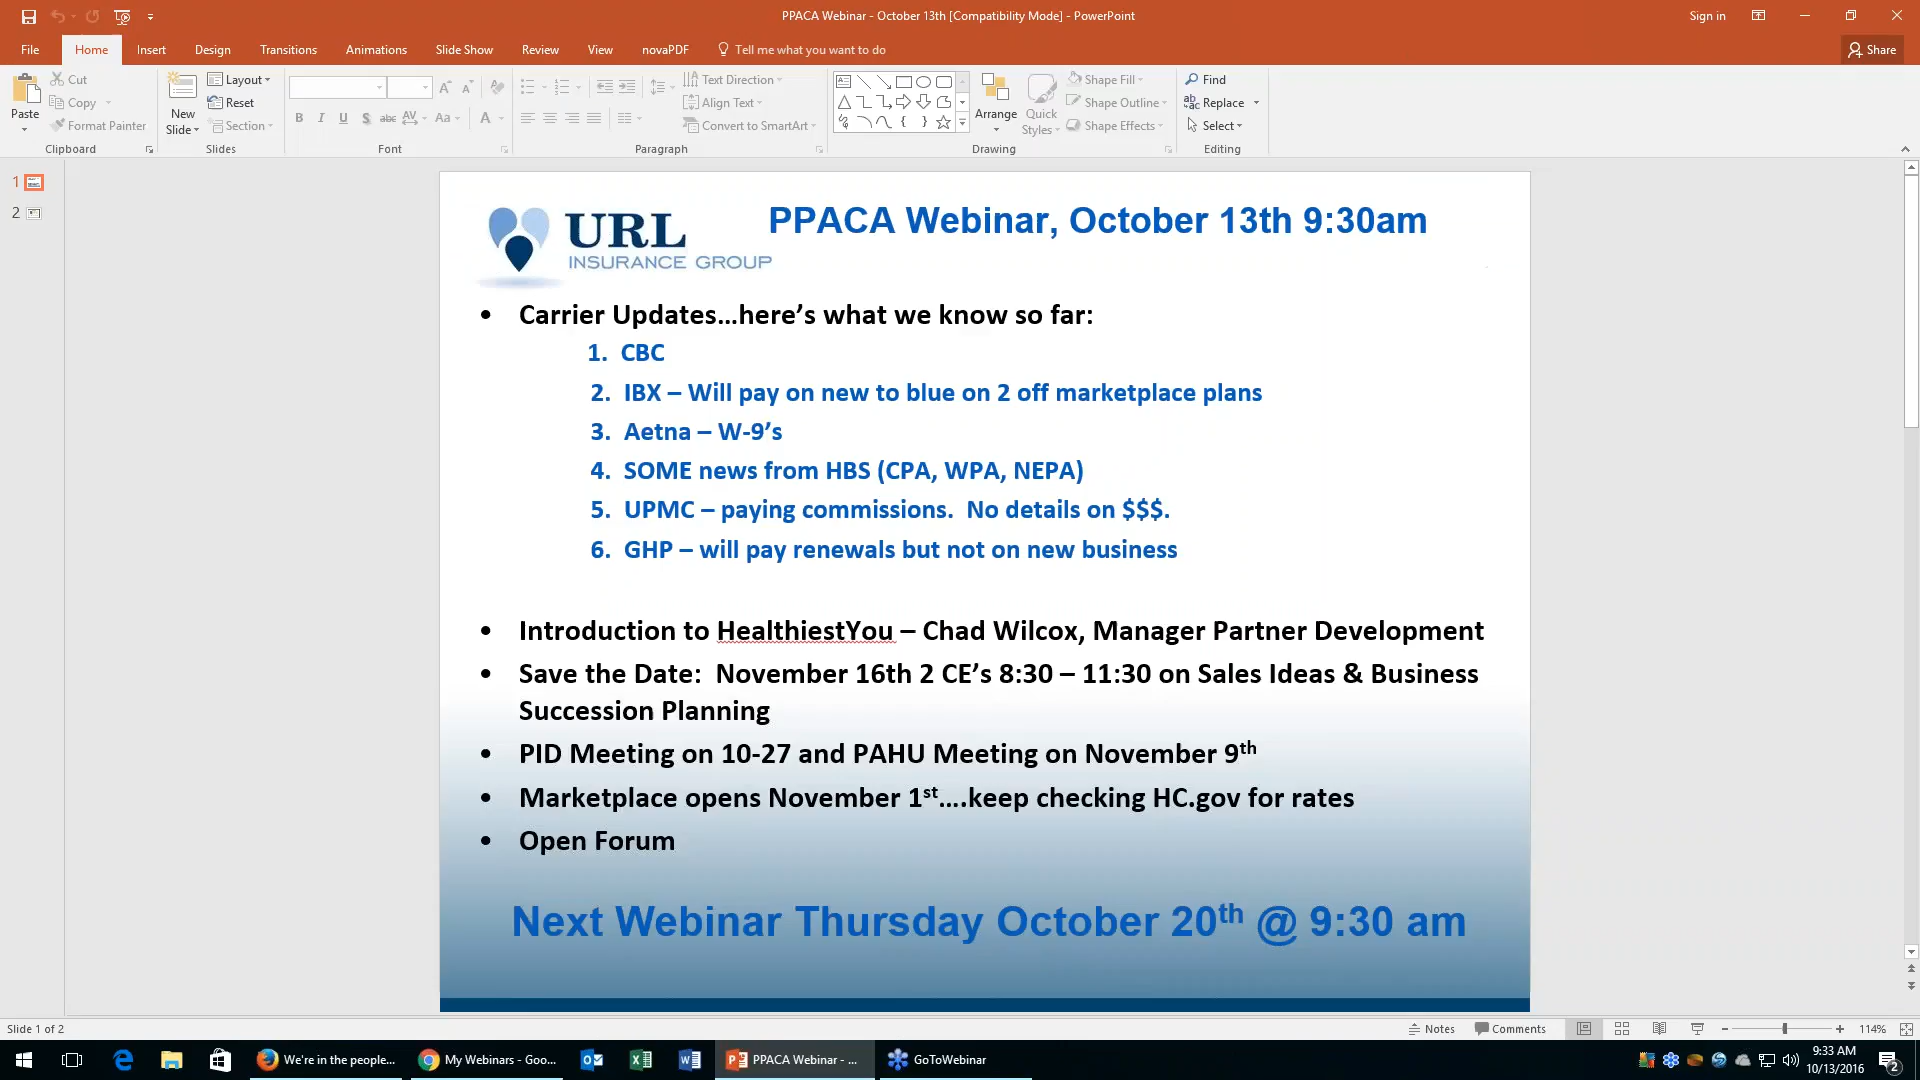 PPACA Webinar - October 13th [Compatibility Mode] - PowerPoint
Sign in
File Home Insert Design Transitions Animations Slide Show Review View novaPDF Tell me what you want to do Share
Paste
Cut
Copy
Format Painter
Clipboard
New Slide
Layout
Reset
Section
Slides
B I U S abc AV Aa A
Font
Text Direction
Align Text
Convert to SmartArt
Paragraph
Arrange
Quick Styles
Shape Fill
Shape Outline
Shape Effects
Drawing
Find
Replace
Select
Editing
1
2
URL
INSURANCE GROUP
PPACA Webinar, October 13th 9:30am
• Carrier Updates…here’s what we know so far:
1. CBC
2. IBX – Will pay on new to blue on 2 off marketplace plans
3. Aetna – W-9’s
4. SOME news from HBS (CPA, WPA, NEPA)
5. UPMC – paying commissions. No details on $$$.
6. GHP – will pay renewals but not on new business
• Introduction to HealthiestYou – Chad Wilcox, Manager Partner Development
• Save the Date: November 16th 2 CE’s 8:30 – 11:30 on Sales Ideas & Business
Succession Planning
• PID Meeting on 10-27 and PAHU Meeting on November 9th
• Marketplace opens November 1st….keep checking HC.gov for rates
• Open Forum
Next Webinar Thursday October 20th @ 9:30 am
Slide 1 of 2
Notes Comments 114%
We're in the people...
My Webinars - Goo...
PPACA Webinar - ...
GoToWebinar
9:33 AM
10/13/2016
2